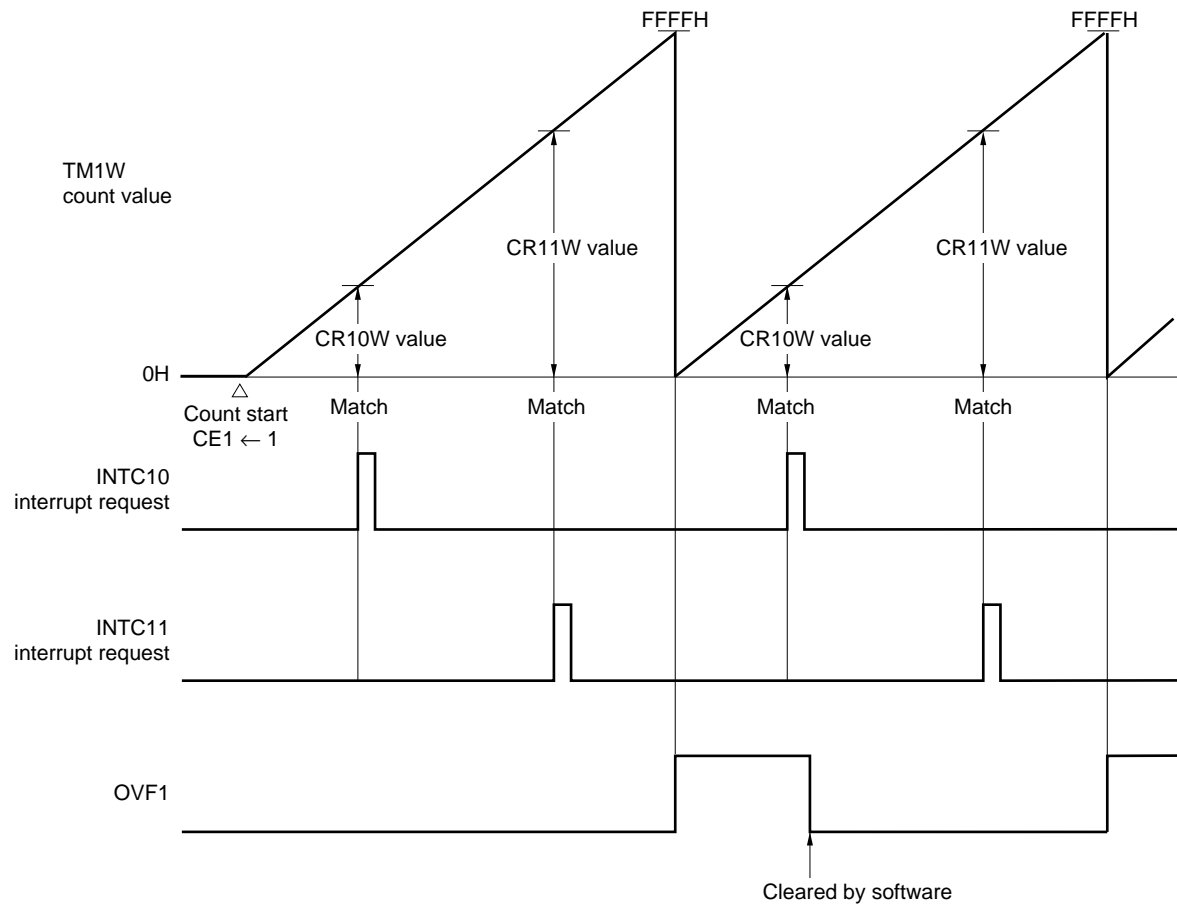 FFFFH
FFFFH
TM1W
count value
CR11W value
CR11W value
CR10W value
CR10W value
0H
Count start
CE1 ← 1
Match
Match
Match
Match
INTC10
interrupt request
INTC11
interrupt request
OVF1
Cleared by software